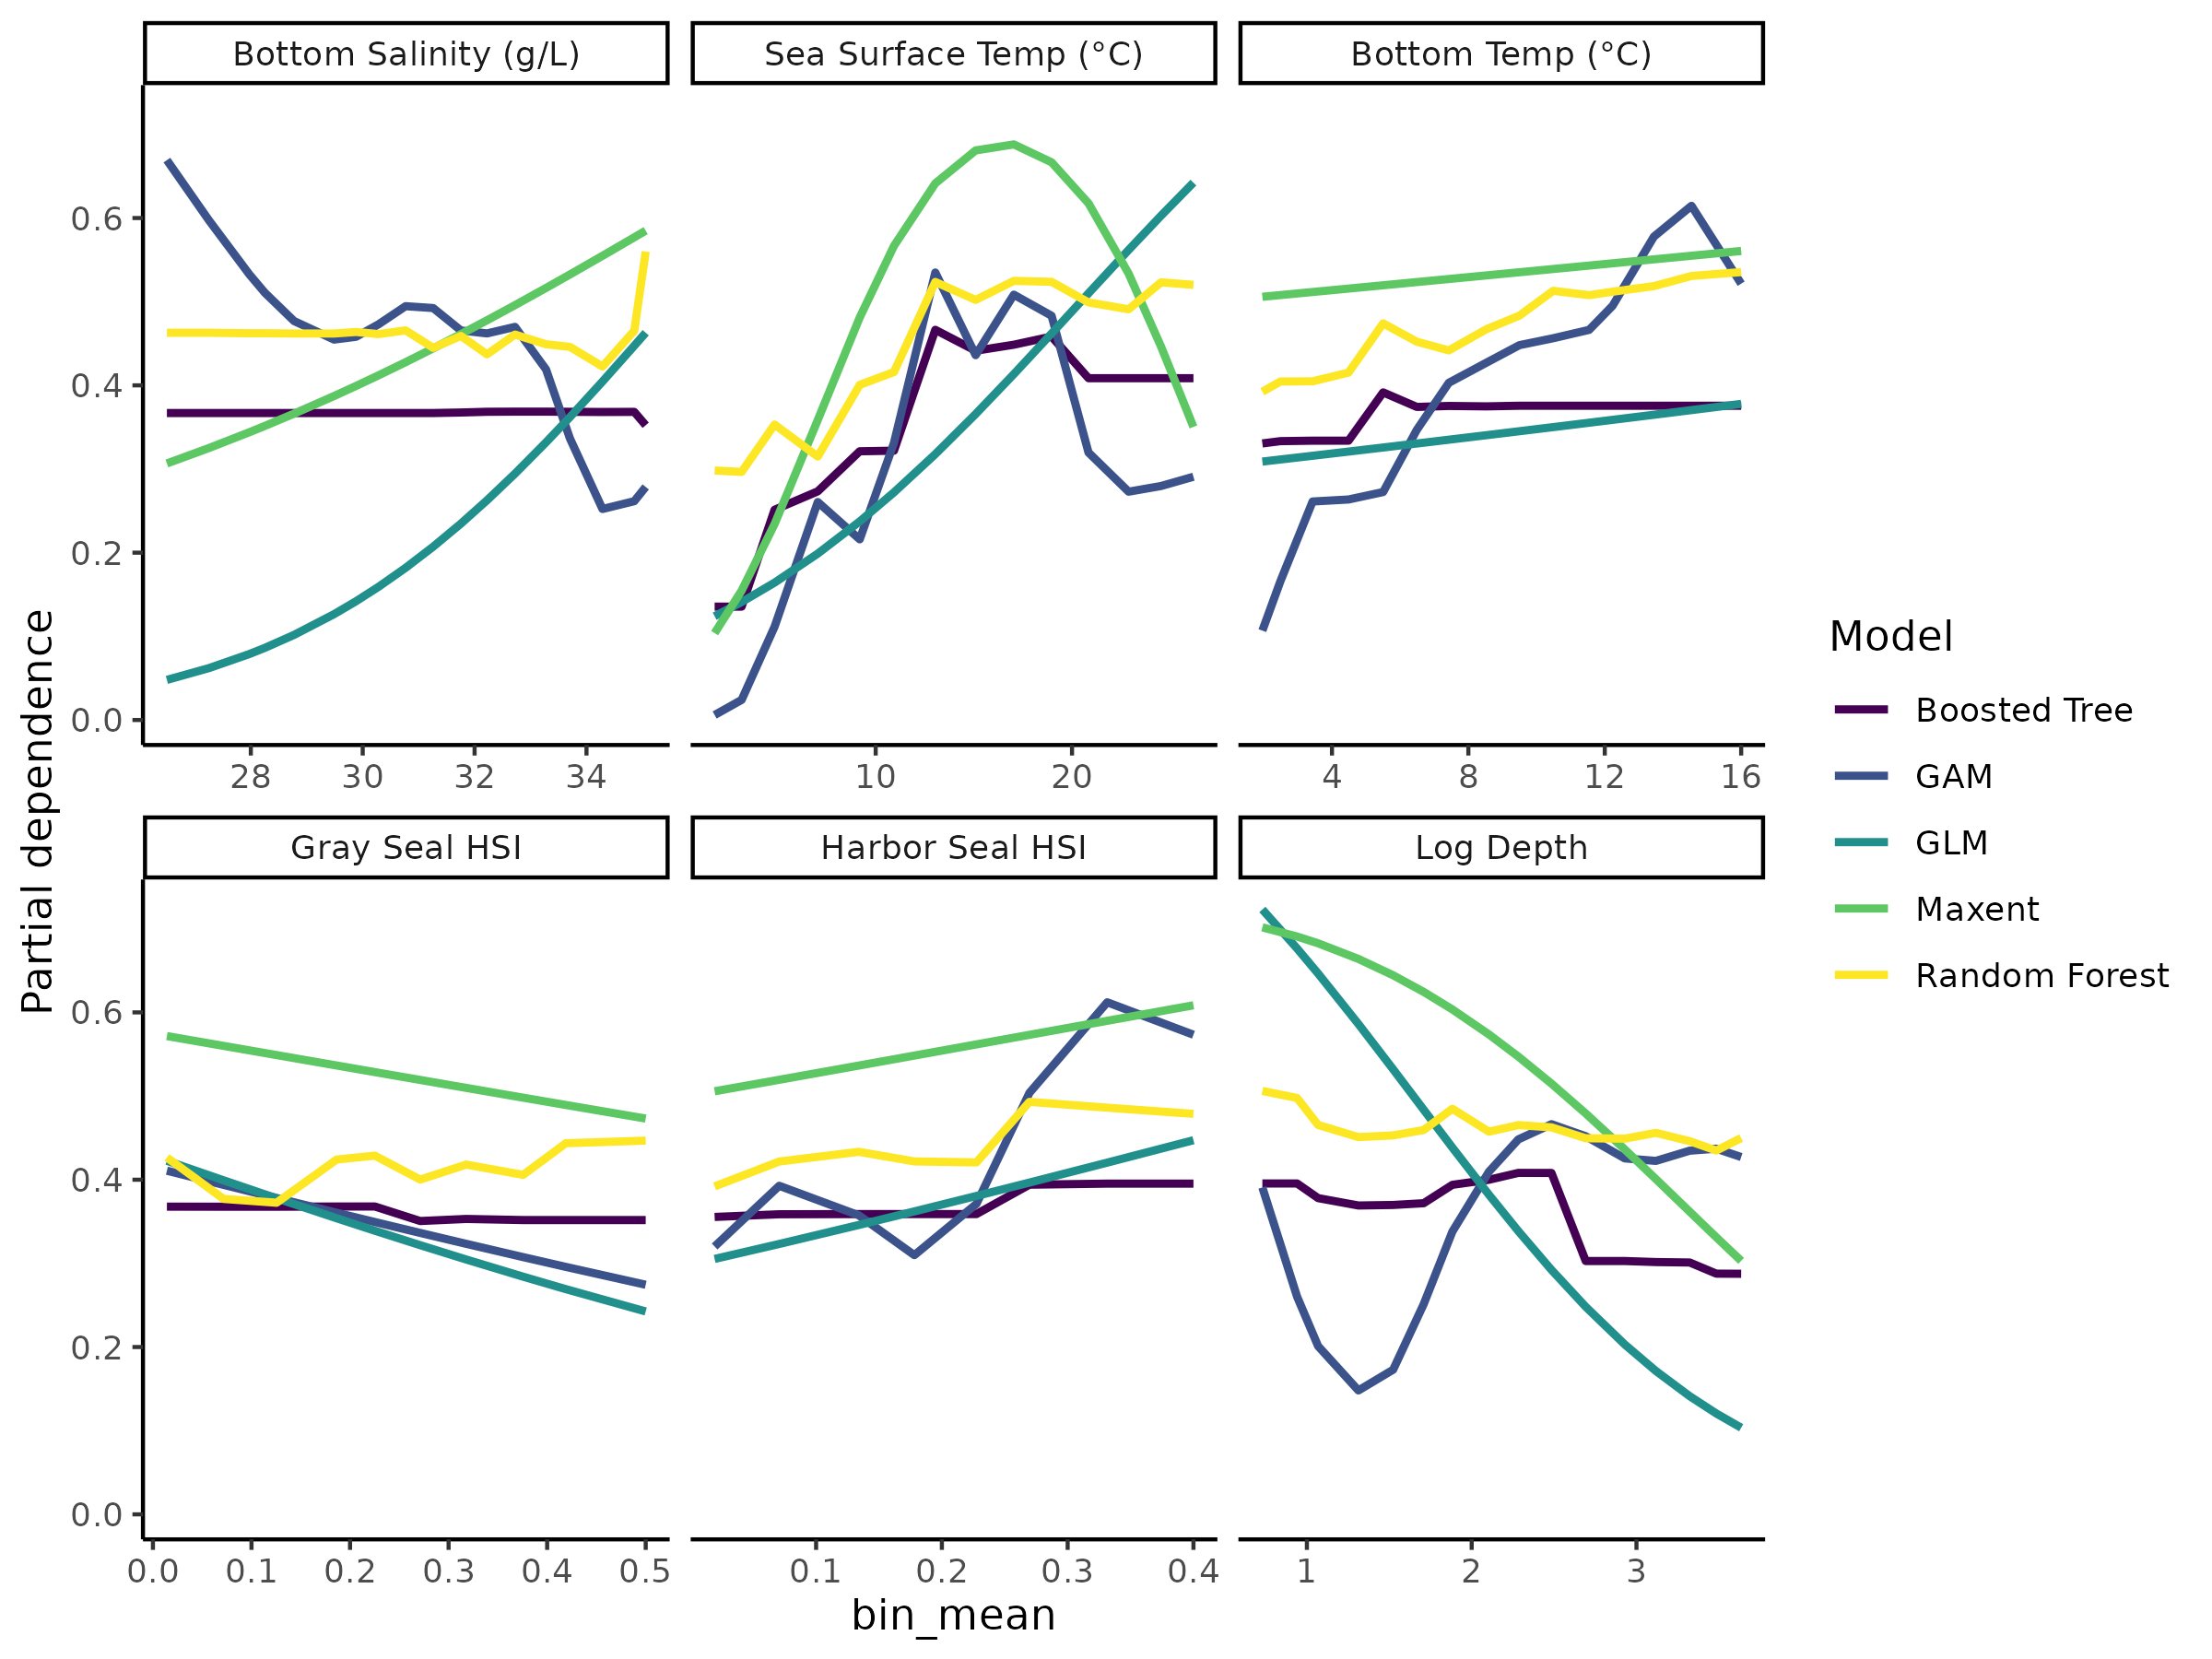 Bottom Salinity (g/L)
Sea Surface Temp (°C)
Bottom Temp (°C)
0.6
0.4
0.2
0.0
28 30 32 34
10 20
4 8 12 16
Gray Seal HSI
Harbor Seal HSI
Log Depth
0.6
0.4
0.2
0.0
0.0 0.1 0.2 0.3 0.4 0.5
0.1 0.2 0.3 0.4
1 2 3
Partial dependence
bin_mean
Model
Boosted Tree
GAM
GLM
Maxent
Random Forest